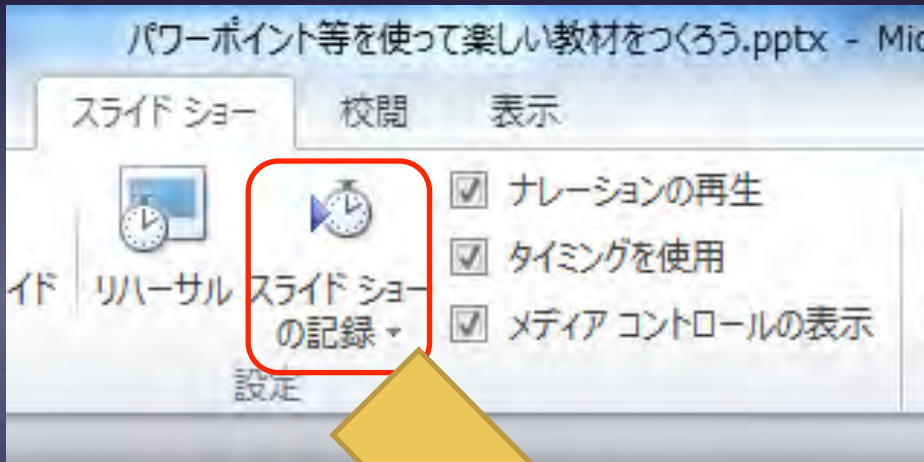 パワーポイント等を使って楽しい教材をつくろう.pptx - Mic
スライド ショー 校閲 表示
イド リハーサル スライド ショー
の記録
ナレーションの再生
タイミングを使用
メディア コントロールの表示
設定